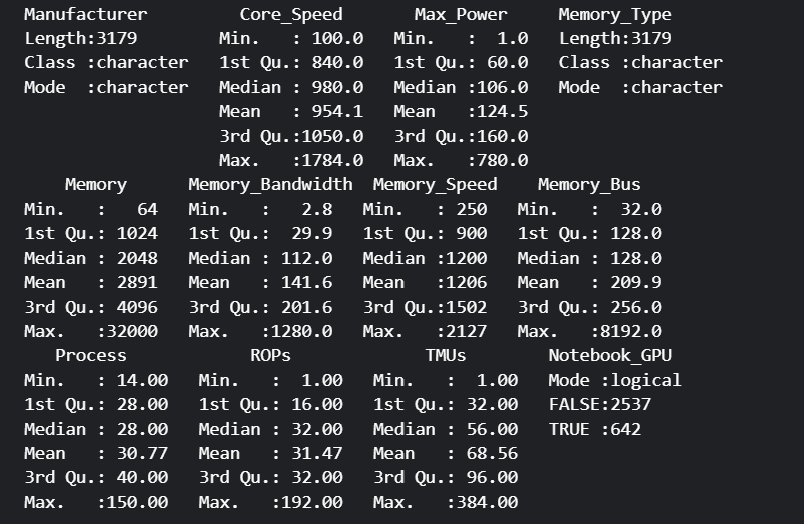 Manufacturer         Core_Speed       Max_Power     Memory_Type
Length:3179        Min.   : 100.0   Min.   :  1.0   Length:3179
Class :character   1st Qu.: 840.0   1st Qu.: 60.0   Class :character
Mode  :character   Median : 980.0   Median :106.0   Mode  :character
                   Mean   : 954.1   Mean   :124.5
                   3rd Qu.:1050.0   3rd Qu.:160.0
                   Max.   :1784.0   Max.   :780.0
    Memory      Memory_Bandwidth  Memory_Speed    Memory_Bus
Min.   :   64   Min.   :   2.8   Min.   : 250   Min.   :  32.0
1st Qu.: 1024   1st Qu.:  29.9   1st Qu.: 900   1st Qu.: 128.0
Median : 2048   Median : 112.0   Median :1200   Median : 128.0
Mean   : 2891   Mean   : 141.6   Mean   :1206   Mean   : 209.9
3rd Qu.: 4096   3rd Qu.: 201.6   3rd Qu.:1502   3rd Qu.: 256.0
Max.   :32000   Max.   :1280.0   Max.   :2127   Max.   :8192.0
   Process            ROPs             TMUs        Notebook_GPU
Min.   : 14.00   Min.   :  1.00   Min.   :  1.00   Mode :logical
1st Qu.: 28.00   1st Qu.: 16.00   1st Qu.: 32.00   FALSE:2537
Median : 28.00   Median : 32.00   Median : 56.00   TRUE :642
Mean   : 30.77   Mean   : 31.47   Mean   : 68.56
3rd Qu.: 40.00   3rd Qu.: 32.00   3rd Qu.: 96.00
Max.   :150.00   Max.   :192.00   Max.   :384.00